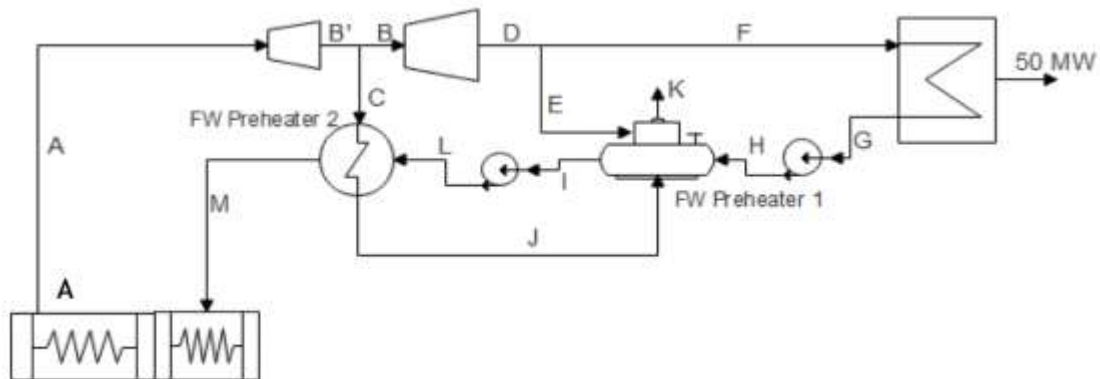 B'
B
D
F
50 MW
C
E
K
FW Preheater 2
A
L
H
G
I
FW Preheater 1
M
J
A